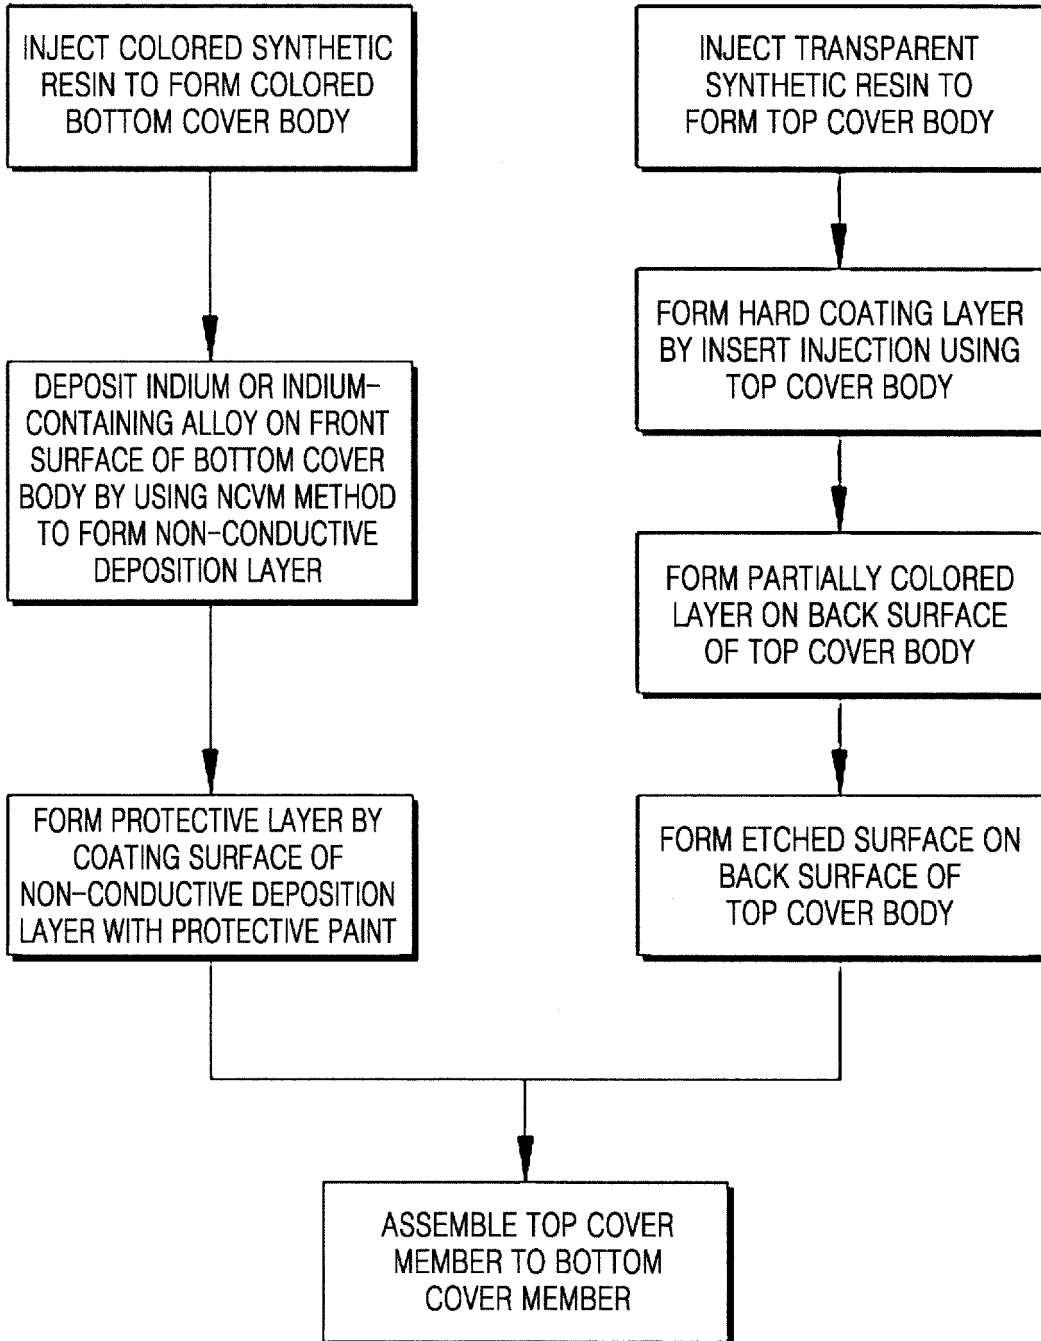 INJECT COLORED SYNTHETIC
RESIN TO FORM COLORED
BOTTOM COVER BODY
DEPOSIT INDIUM OR INDIUM-
CONTAINING ALLOY ON FRONT
SURFACE OF BOTTOM COVER
BODY BY USING NCVM METHOD
TO FORM NON-CONDUCTIVE
DEPOSITION LAYER
FORM PROTECTIVE LAYER BY
COATING SURFACE OF
NON-CONDUCTIVE DEPOSITION
LAYER WITH PROTECTIVE PAINT
INJECT TRANSPARENT
SYNTHETIC RESIN TO
FORM TOP COVER BODY
FORM HARD COATING LAYER
BY INSERT INJECTION USING
TOP COVER BODY
FORM PARTIALLY COLORED
LAYER ON BACK SURFACE
OF TOP COVER BODY
FORM ETCHED SURFACE ON
BACK SURFACE OF
TOP COVER BODY
ASSEMBLE TOP COVER
MEMBER TO BOTTOM
COVER MEMBER